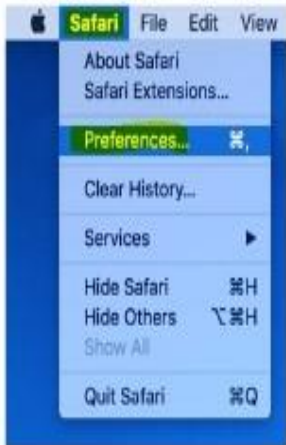 Safari File Edit View
About Safari
Safari Extensions...
Preferences... ⌘,
Clear History...
Services ▶
Hide Safari ⌘H
Hide Others ⌥⌘H
Show All
Quit Safari ⌘Q